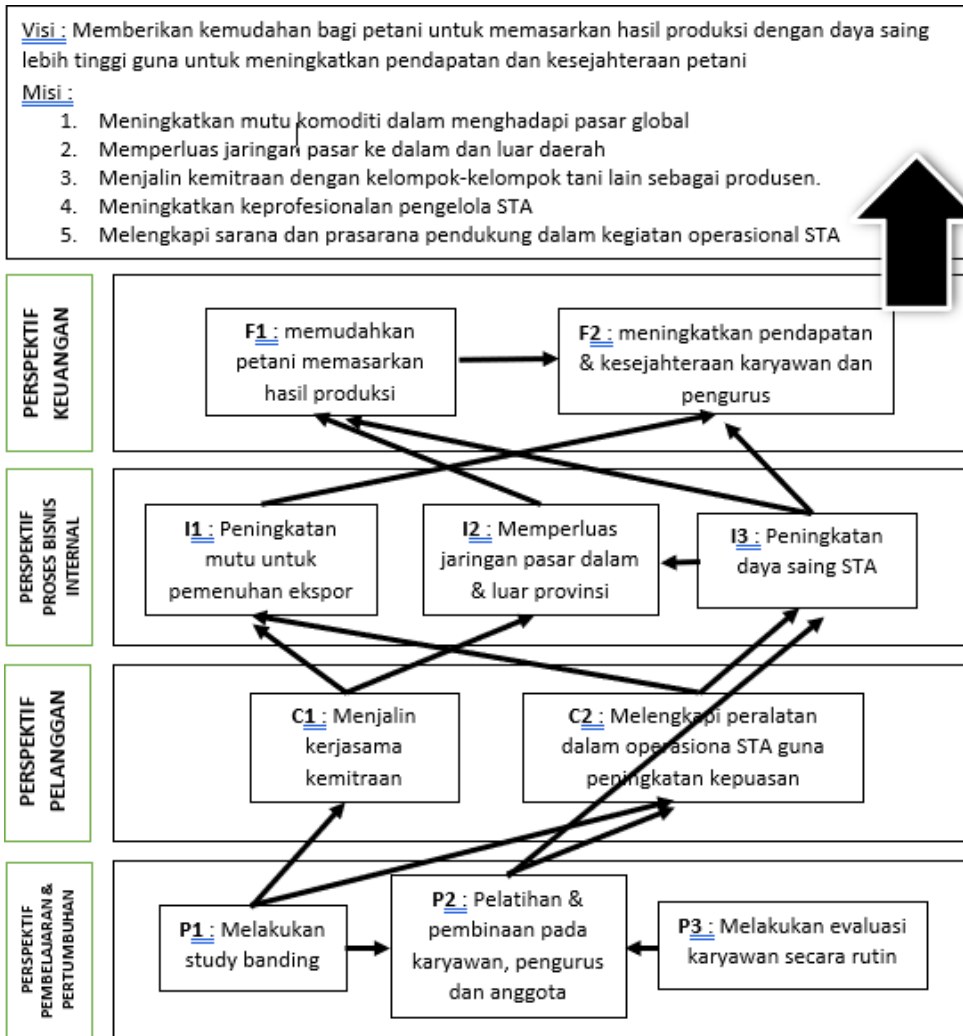 Visi : Memberikan kemudahan bagi petani untuk memasarkan hasil produksi dengan daya saing
lebih tinggi guna untuk meningkatkan pendapatan dan kesejahteraan petani
Misi :
1. Meningkatkan mutu komoditi dalam menghadapi pasar global
2. Memperluas jaringan pasar ke dalam dan luar daerah
3. Menjalin kemitraan dengan kelompok-kelompok tani lain sebagai produsen.
4. Meningkatkan keprofesionalan pengelola STA
5. Melengkapi sarana dan prasarana pendukung dalam kegiatan operasional STA
PERSPEKTIF
KEUANGAN
F1 : memudahkan
petani memasarkan
hasil produksi
F2 : meningkatkan pendapatan
& kesejahteraan karyawan dan
pengurus
PERSPEKTIF
PROSES BISNIS
INTERNAL
I1 : Peningkatan
mutu untuk
pemenuhan ekspor
I2 : Memperluas
jaringan pasar dalam
& luar provinsi
I3 : Peningkatan
daya saing STA
PERSPEKTIF
PELANGGAN
C1 : Menjalin
kerjasama
kemitraan
C2 : Melengkapi peralatan
dalam operasiona STA guna
peningkatan kepuasan
PERSPEKTIF
PEMBELAJARAN &
PERTUMBUHAN
P1 : Melakukan
study banding
P2 : Pelatihan &
pembinaan pada
karyawan, pengurus
dan anggota
P3 : Melakukan evaluasi
karyawan secara rutin